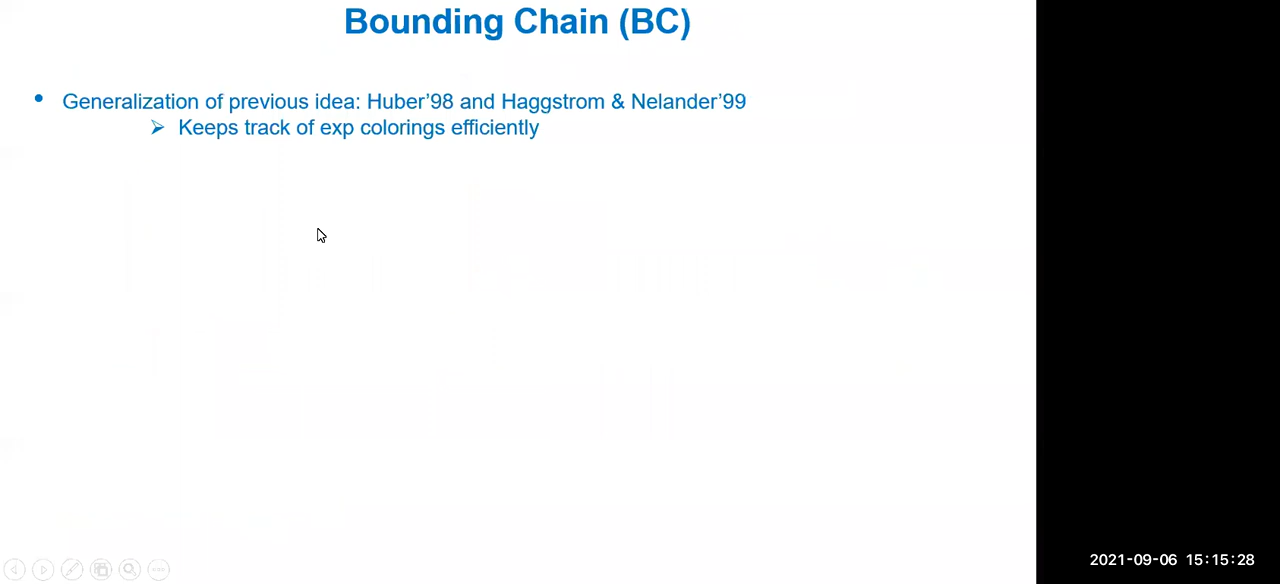 Bounding Chain (BC)
• Generalization of previous idea: Huber’98 and Haggstrom & Nelander’99
➢ Keeps track of exp colorings efficiently
2021-09-06 15:15:28